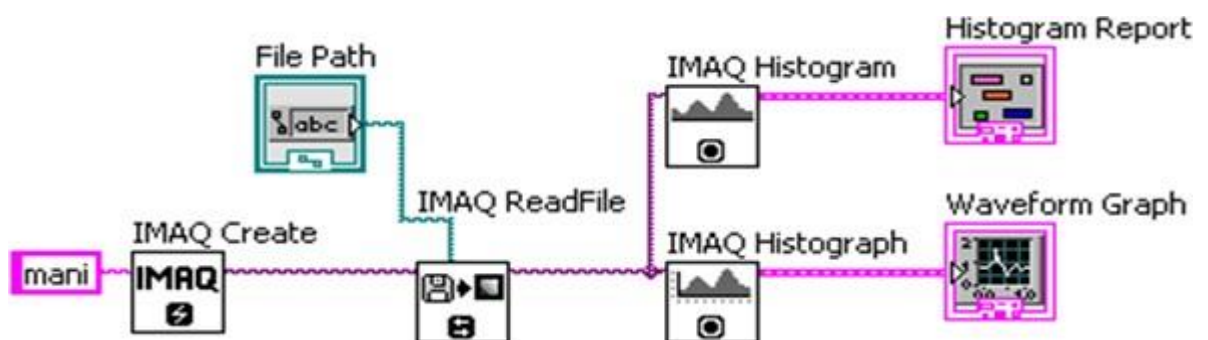 Histogram Report
File Path
IMAQ Histogram
abc
IMAQ ReadFile
Waveform Graph
IMAQ Create
IMAQ Histograph
mani
IMAQ